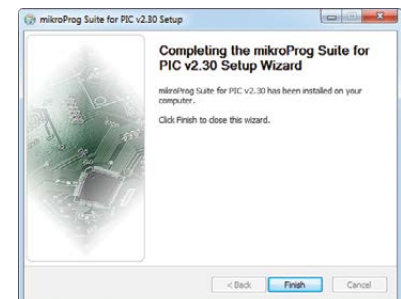 mikroProg Suite for PIC v2.30 Setup
Completing the mikroProg Suite for
PIC v2.30 Setup Wizard
mikroProg Suite for PIC v2.30 has been installed on your
computer.
Click Finish to close this wizard.
< Back
Finish
Cancel